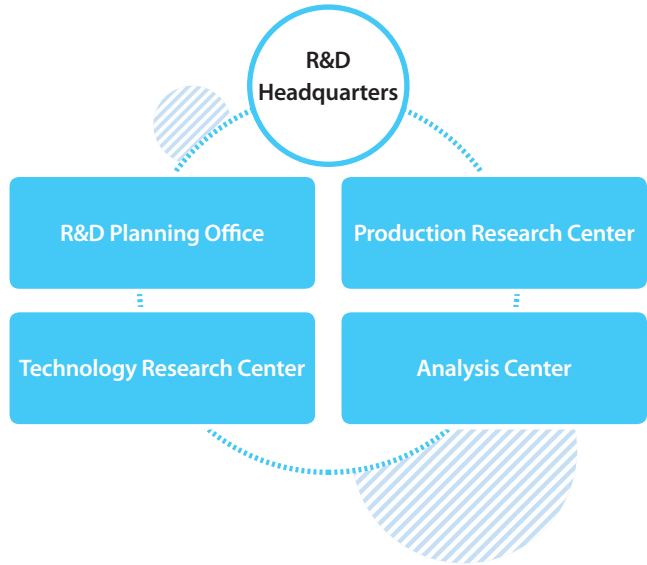 R&D
Headquarters
R&D Planning Office
Production Research Center
Technology Research Center
Analysis Center